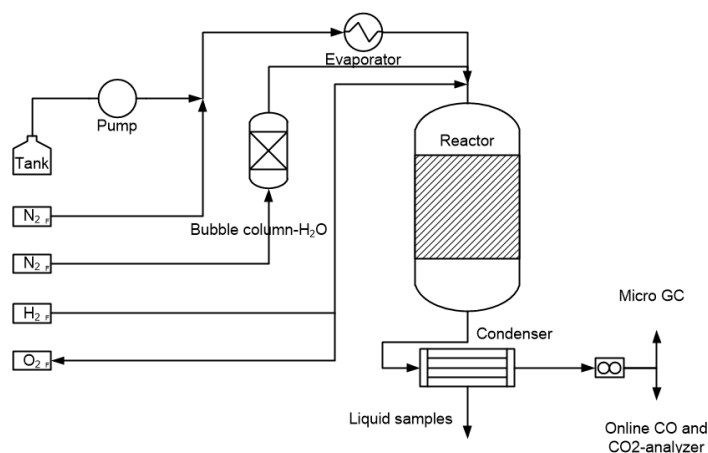 Evaporator
Pump
Tank
Reactor
N2 F
Bubble column-H2O
N2 F
H2 F
Micro GC
Condenser
O2 F
Liquid samples
Online CO and
CO2-analyzer